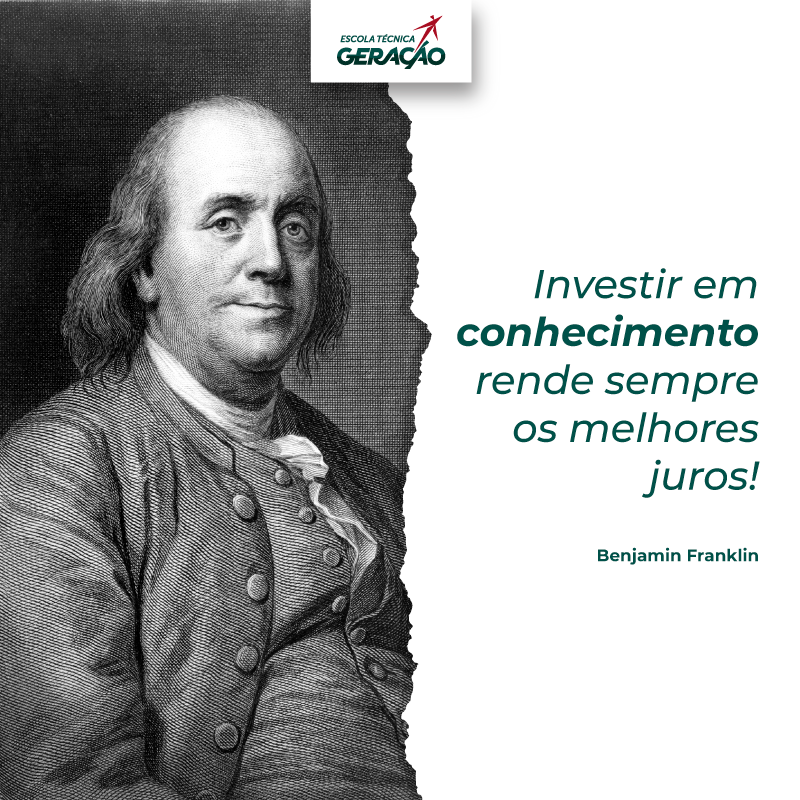 ESCOLA TÉCNICA
GERAÇÃO
Investir em
conhecimento
rende sempre
os melhores
juros!
Benjamin Franklin